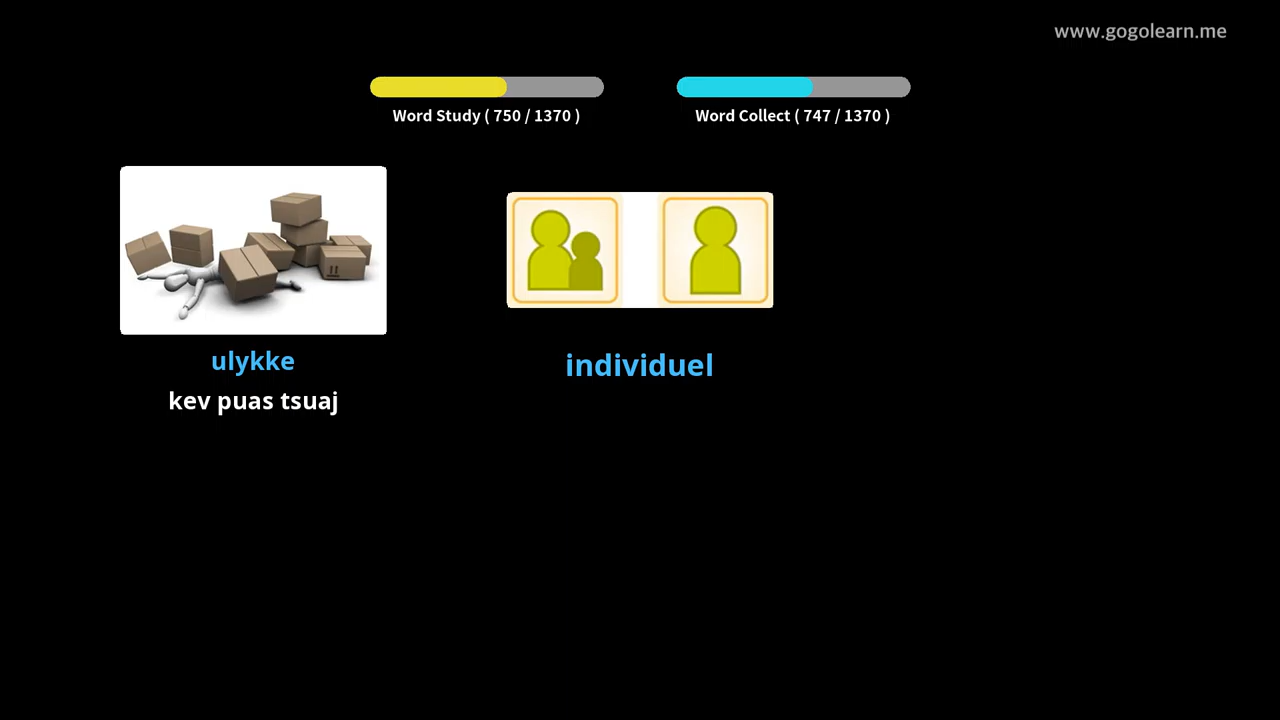 www.gogolearn.me
Word Study ( 750 / 1370 )
Word Collect ( 747 / 1370 )
ulykke
kev puas tsuaj
individuel